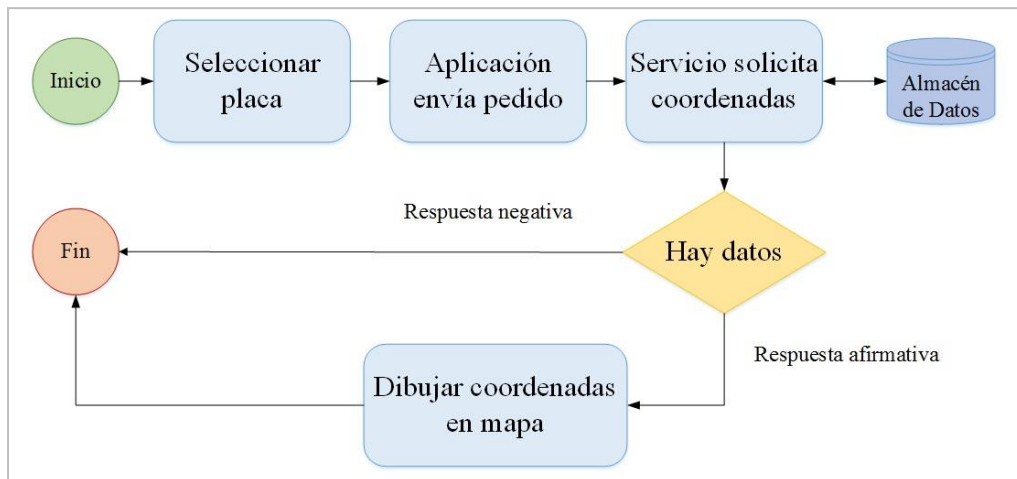 Inicio
Seleccionar
placa
Aplicación
envía pedido
Servicio solicita
coordenadas
Almacén
de Datos
Respuesta negativa
Fin
Hay datos
Respuesta afirmativa
Dibujar coordenadas
en mapa